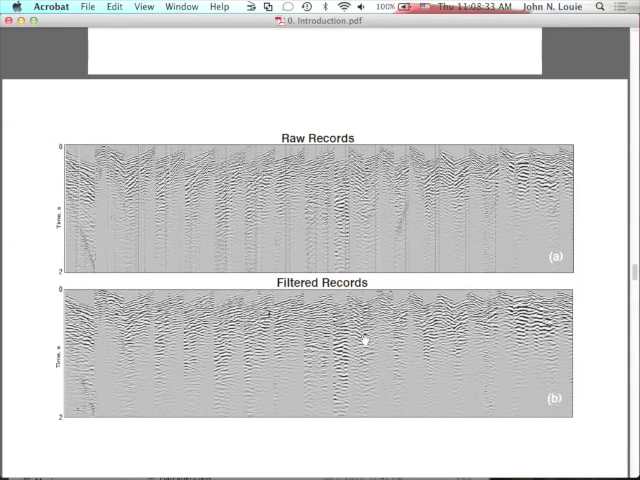 Acrobat File Edit View Window Help 100% Thu 11:08:33 AM John N. Louie
0. Introduction.pdf
Raw Records
0
Time, s
2
(a)
Filtered Records
0
Time, s
2
(b)